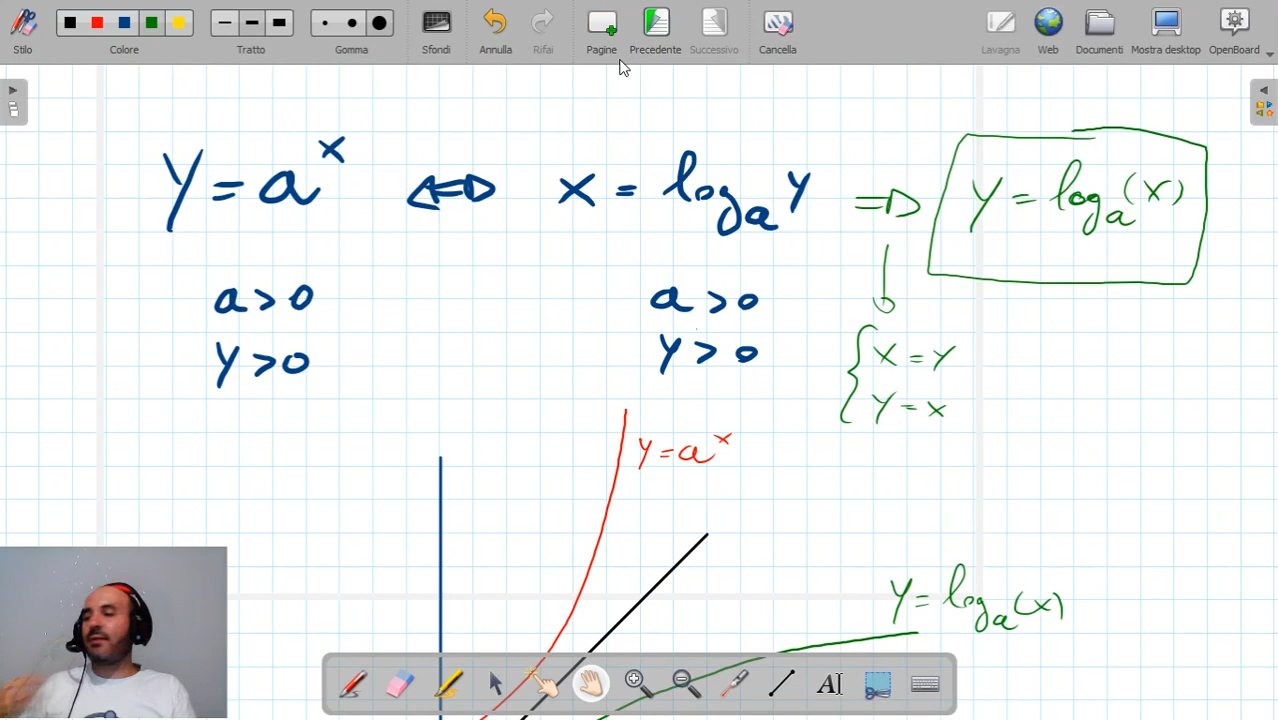 Stilo Colore Tratto Gomma Sfondi Annulla Rifai Pagine Precedente Successivo Cancella Lavagna Web Documenti Mostra desktop OpenBoard
y = a^x ⇔ x = log_a y ⇒ y = log_a(x)
a > 0 a > 0
y > 0 y > 0
{ x = y
y = x
y = a^x
y = log_a(x)